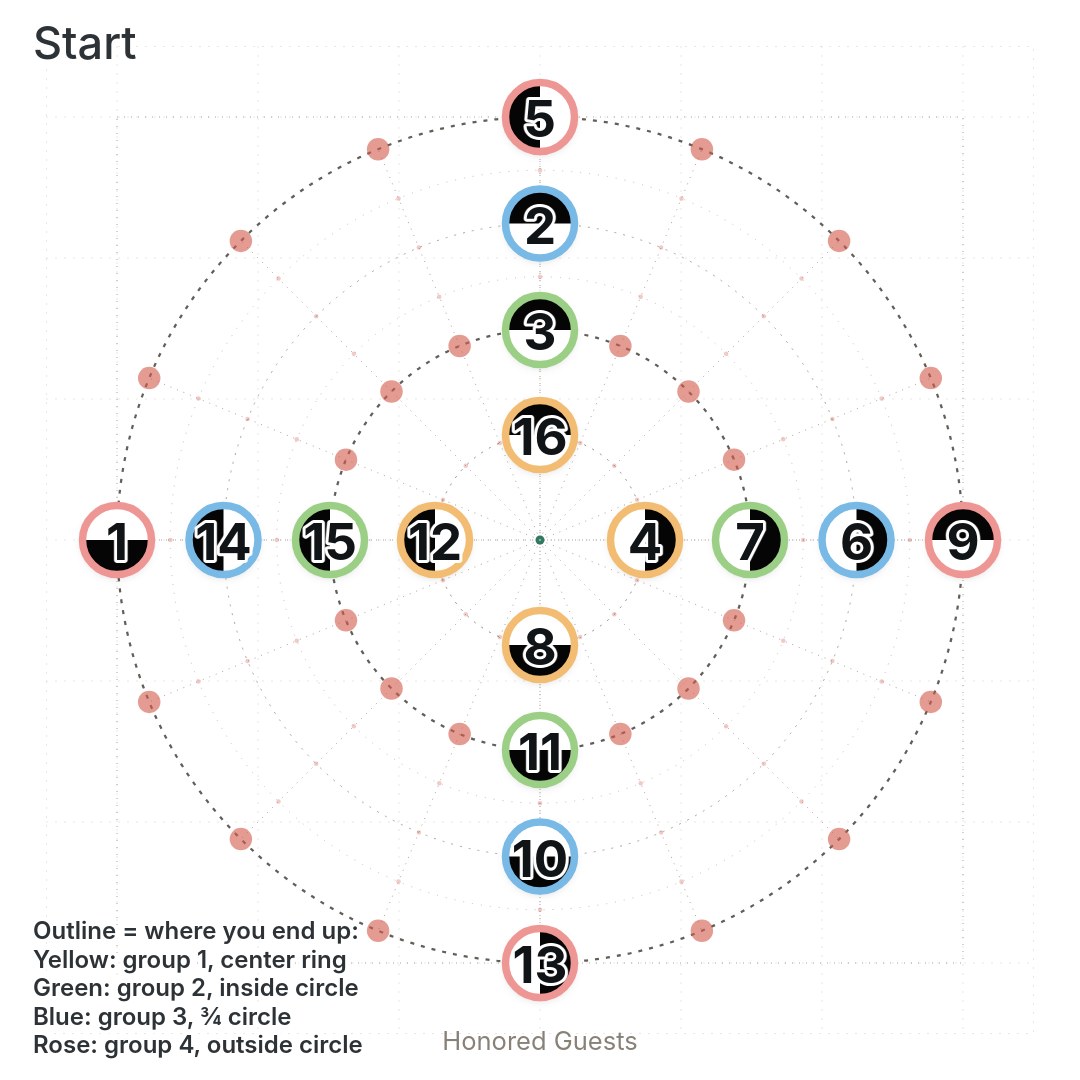 Start
5
2
3
16
1 14 15 12 4 7 6 9
8
11
10
13
Outline = where you end up:
Yellow: group 1, center ring
Green: group 2, inside circle
Blue: group 3, ¾ circle
Rose: group 4, outside circle
Honored Guests